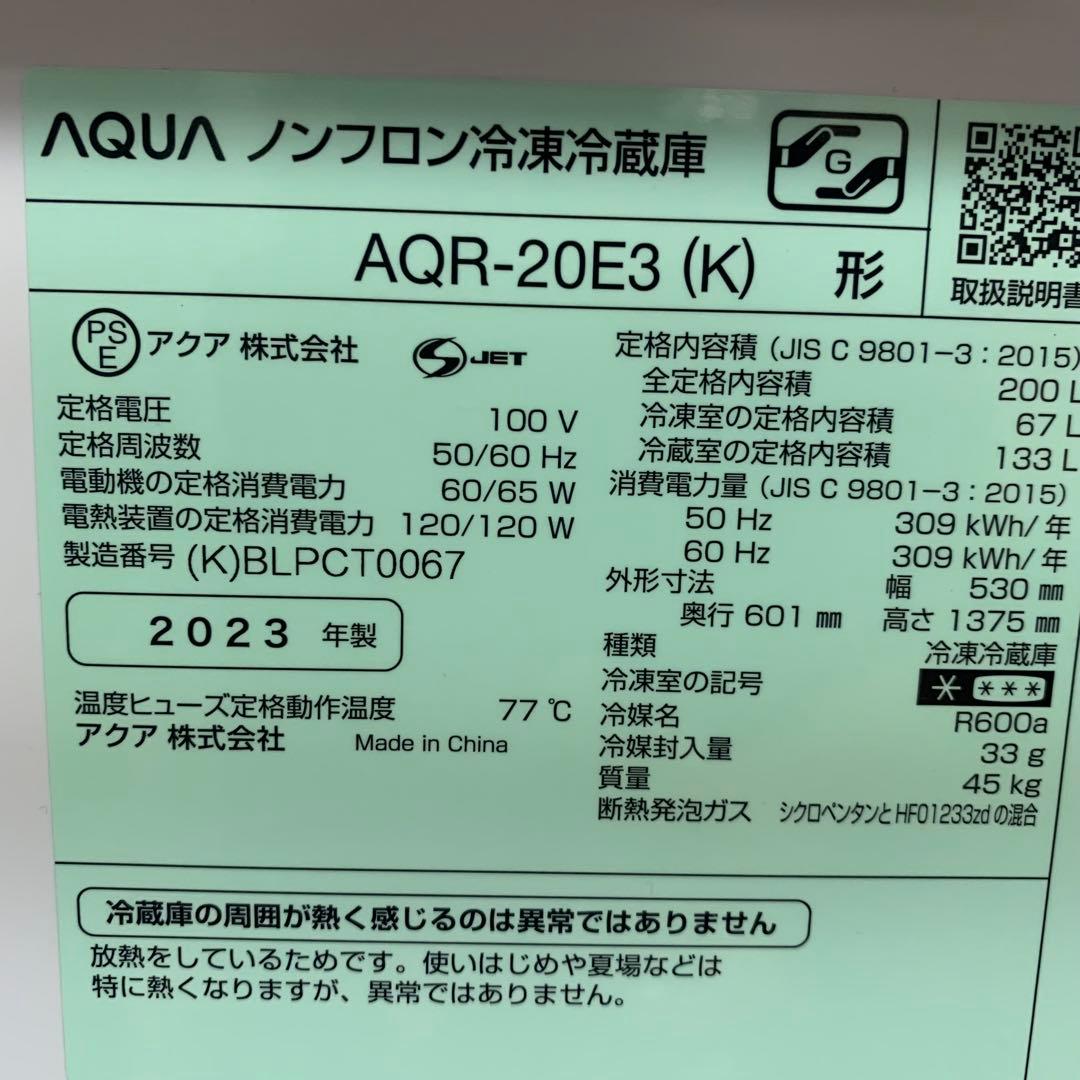 AQUA ノンフロン冷凍冷蔵庫
G
AQR-20E3 (K) 形
取扱説明書
PSE アクア 株式会社 S JET
定格電圧 100 V
定格周波数 50/60 Hz
電動機の定格消費電力 60/65 W
電熱装置の定格消費電力 120/120 W
製造番号 (K)BLPCT0067
2023 年製
温度ヒューズ定格動作温度 77 ℃
アクア 株式会社 Made in China
定格内容積 (JIS C 9801-3 : 2015)
全定格内容積 200 L
冷凍室の定格内容積 67 L
冷蔵室の定格内容積 133 L
消費電力量 (JIS C 9801-3 : 2015)
50 Hz 309 kWh/年
60 Hz 309 kWh/年
外形寸法 幅 530 ㎜
奥行 601 ㎜ 高さ 1375 ㎜
種類 冷凍冷蔵庫
冷凍室の記号 * ***
冷媒名 R600a
冷媒封入量 33 g
質量 45 kg
断熱発泡ガス シクロペンタンとHFO1233zdの混合
冷蔵庫の周囲が熱く感じるのは異常ではありません
放熱をしているためです。使いはじめや夏場などは
特に熱くなりますが、異常ではありません。